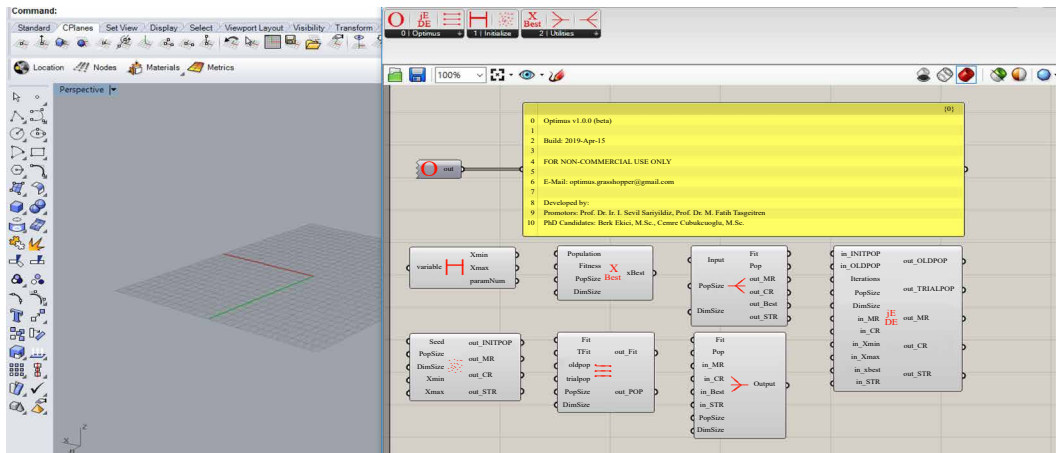 Command:
Standard CPlanes Set View Display Select Viewport Layout Visibility Transform
Location Nodes Materials Metrics
Perspective
O jE DE H X Best
0 | Optimus 1 | Initialize 2 | Utilities
100%
{0}
0 Optimus v1.0.0 (beta)
1
2 Build: 2019-Apr-15
3
4 FOR NON-COMMERCIAL USE ONLY
5
6 E-Mail: optimus.grasshopper@gmail.com
7
8 Developed by:
9 Promotors: Prof. Dr. Ir. I. Sevil Sariyildiz, Prof. Dr. M. Fatih Tasgetiren
10 PhD Candidates: Berk Ekici, M.Sc., Cemre Cubukcuoglu, M.Sc.
O out
variable H Xmin
Xmax
paramNum
Population
Fitness
PopSize
DimSize
X Best
xBest
Input
PopSize
DimSize
Fit
Pop
out_MR
out_CR
out_Best
out_STR
in_INITPOP
in_OLDPOP
Iterations
PopSize
DimSize
in_MR
in_CR
in_Xmin
in_Xmax
in_xbest
in_STR
jE DE
out_OLDPOP
out_TRIALPOP
out_MR
out_CR
out_STR
Seed
PopSize
DimSize
Xmin
Xmax
out_INITPOP
out_MR
out_CR
out_STR
Fit
TFit
oldpop
trialpop
PopSize
DimSize
out_Fit
out_POP
Fit
Pop
in_MR
in_CR
in_Best
in_STR
PopSize
DimSize
Output
z
x